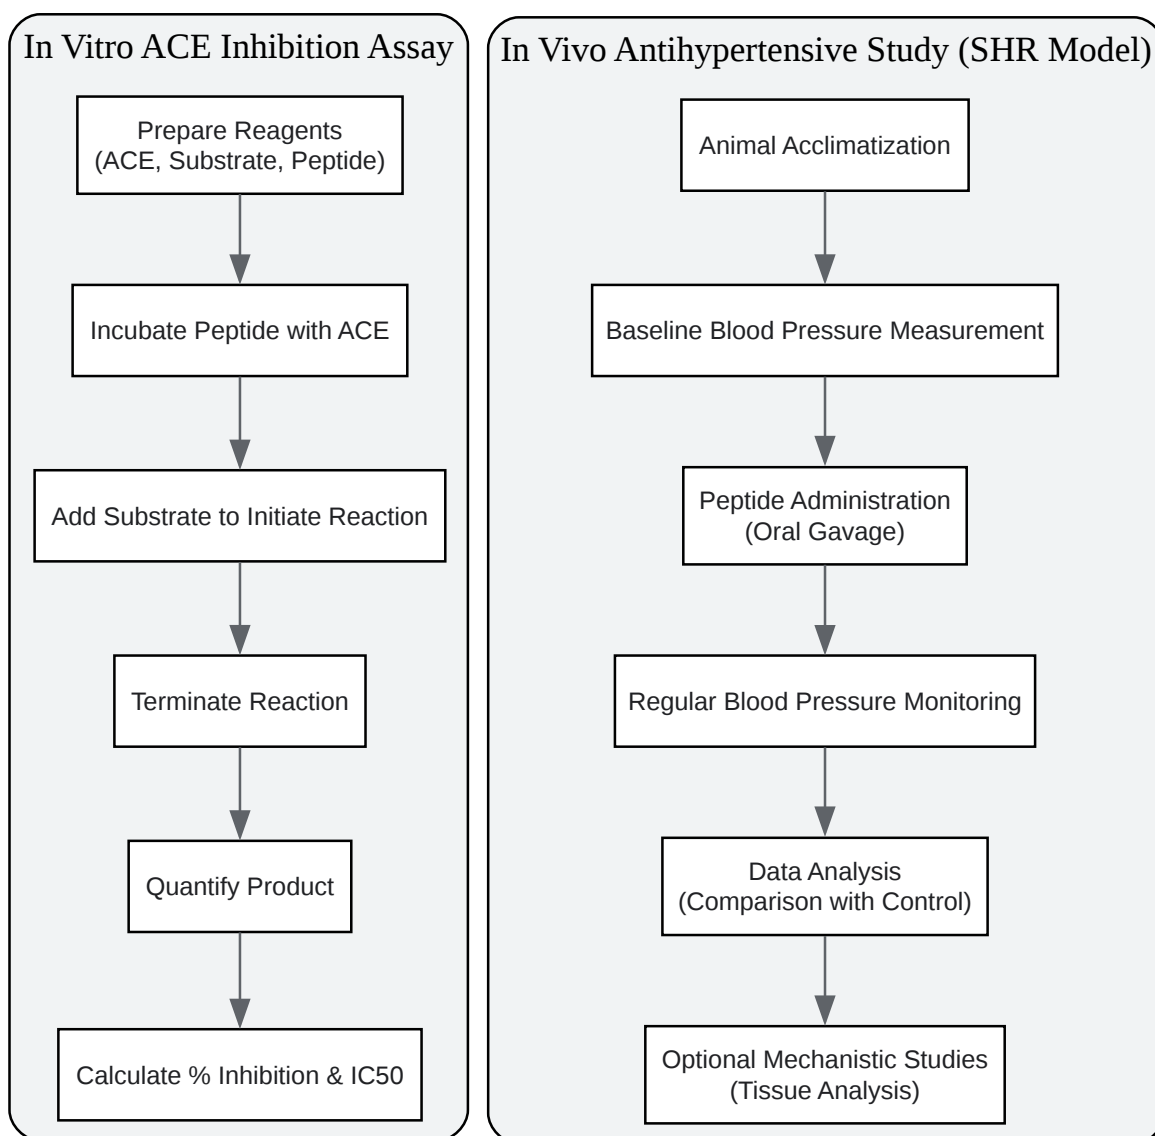 In Vitro ACE Inhibition Assay
Prepare Reagents
(ACE, Substrate, Peptide)
Incubate Peptide with ACE
Add Substrate to Initiate Reaction
Terminate Reaction
Quantify Product
Calculate % Inhibition & IC50
In Vivo Antihypertensive Study (SHR Model)
Animal Acclimatization
Baseline Blood Pressure Measurement
Peptide Administration
(Oral Gavage)
Regular Blood Pressure Monitoring
Data Analysis
(Comparison with Control)
Optional Mechanistic Studies
(Tissue Analysis)